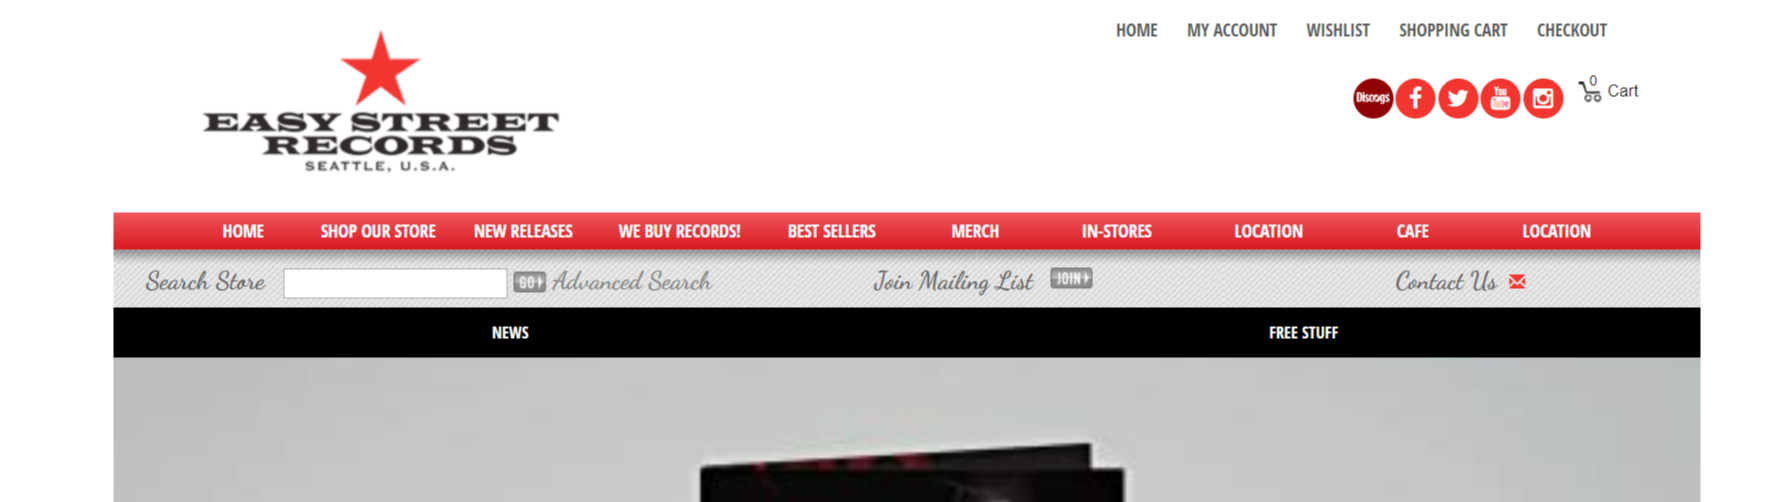 HOME MY ACCOUNT WISHLIST SHOPPING CART CHECKOUT
Discogs You Tube 0 Cart
EASY STREET
RECORDS
SEATTLE, U.S.A.
HOME SHOP OUR STORE NEW RELEASES WE BUY RECORDS! BEST SELLERS MERCH IN-STORES LOCATION CAFE LOCATION
Search Store GO Advanced Search Join Mailing List JOIN Contact Us
NEWS FREE STUFF